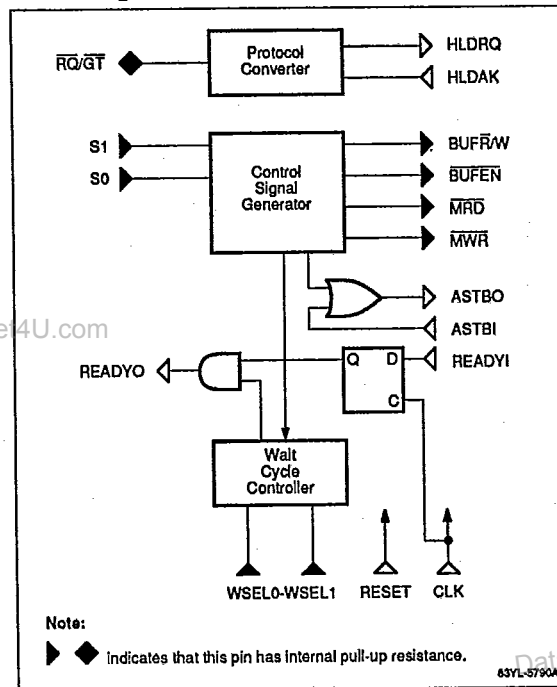 RQ/GT
Protocol
Converter
HLDRQ
HLDAK
S1
S0
Control
Signal
Generator
BUFR/W
BUFEN
MRD
MWR
ASTBO
ASTBI
et4U.com
READYO
Q
D
C
READYI
Wait
Cycle
Controller
WSEL0-WSEL1
RESET
CLK
Note:
indicates that this pin has internal pull-up resistance.
Dat
83YL-5790A